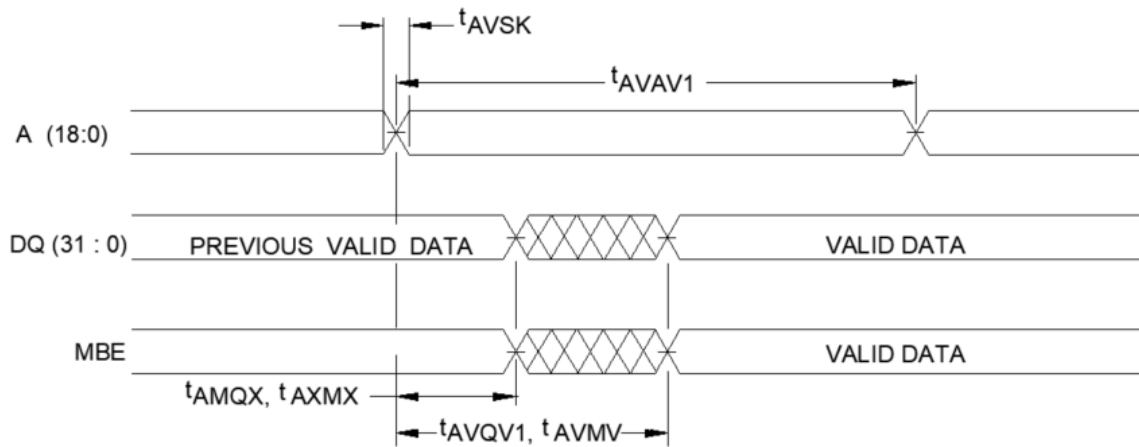 tAVSK
tAVAV1
A (18:0)
DQ (31 : 0) PREVIOUS VALID DATA VALID DATA
MBE VALID DATA
tAMQX, tAXMX
tAVQV1, tAVMV